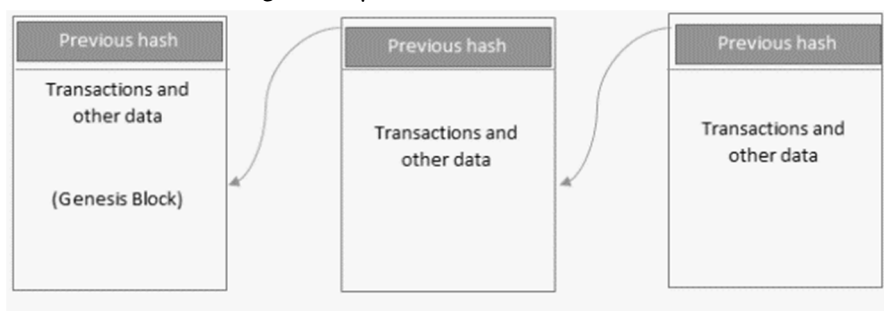 Previous hash
Transactions and
other data
(Genesis Block)
Previous hash
Transactions and
other data
Previous hash
Transactions and
other data